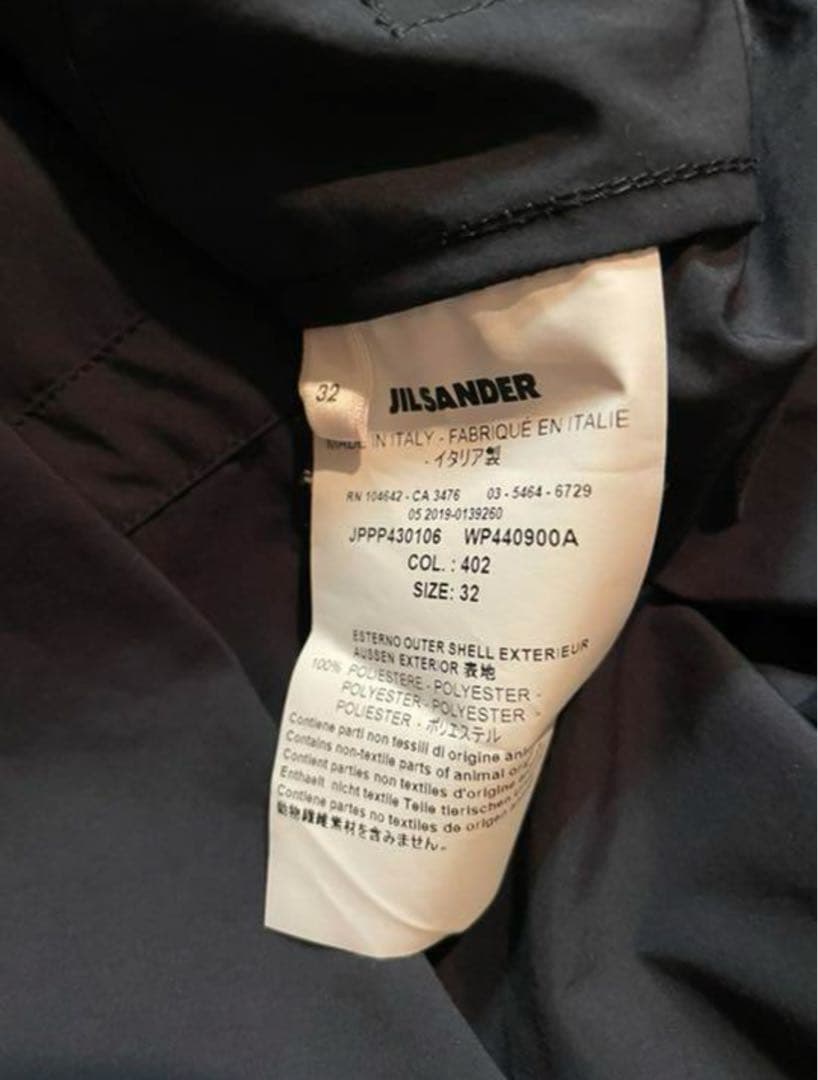 32
JILSANDER
MADE IN ITALY - FABRIQUÉ EN ITALIE
- イタリア製
RN 104642 - CA 3476 03 - 5464 - 6729
05 2019-0139260
JPPP430106 WP440900A
COL. : 402
SIZE: 32
ESTERNO OUTER SHELL EXTERIEUR
AUSSEN EXTERIOR 表地
100% POLIESTERE - POLYESTER -
POLYESTER - POLYESTER -
POLIESTER - ポリエステル
Contiene parti non tessili di origine
Contains non-textile parts of animal
Contient parties non textiles d'origine
Enthaelt nicht textile Teile tierischen
Contiene partes no textiles de origen
動物繊維素材を含みません。